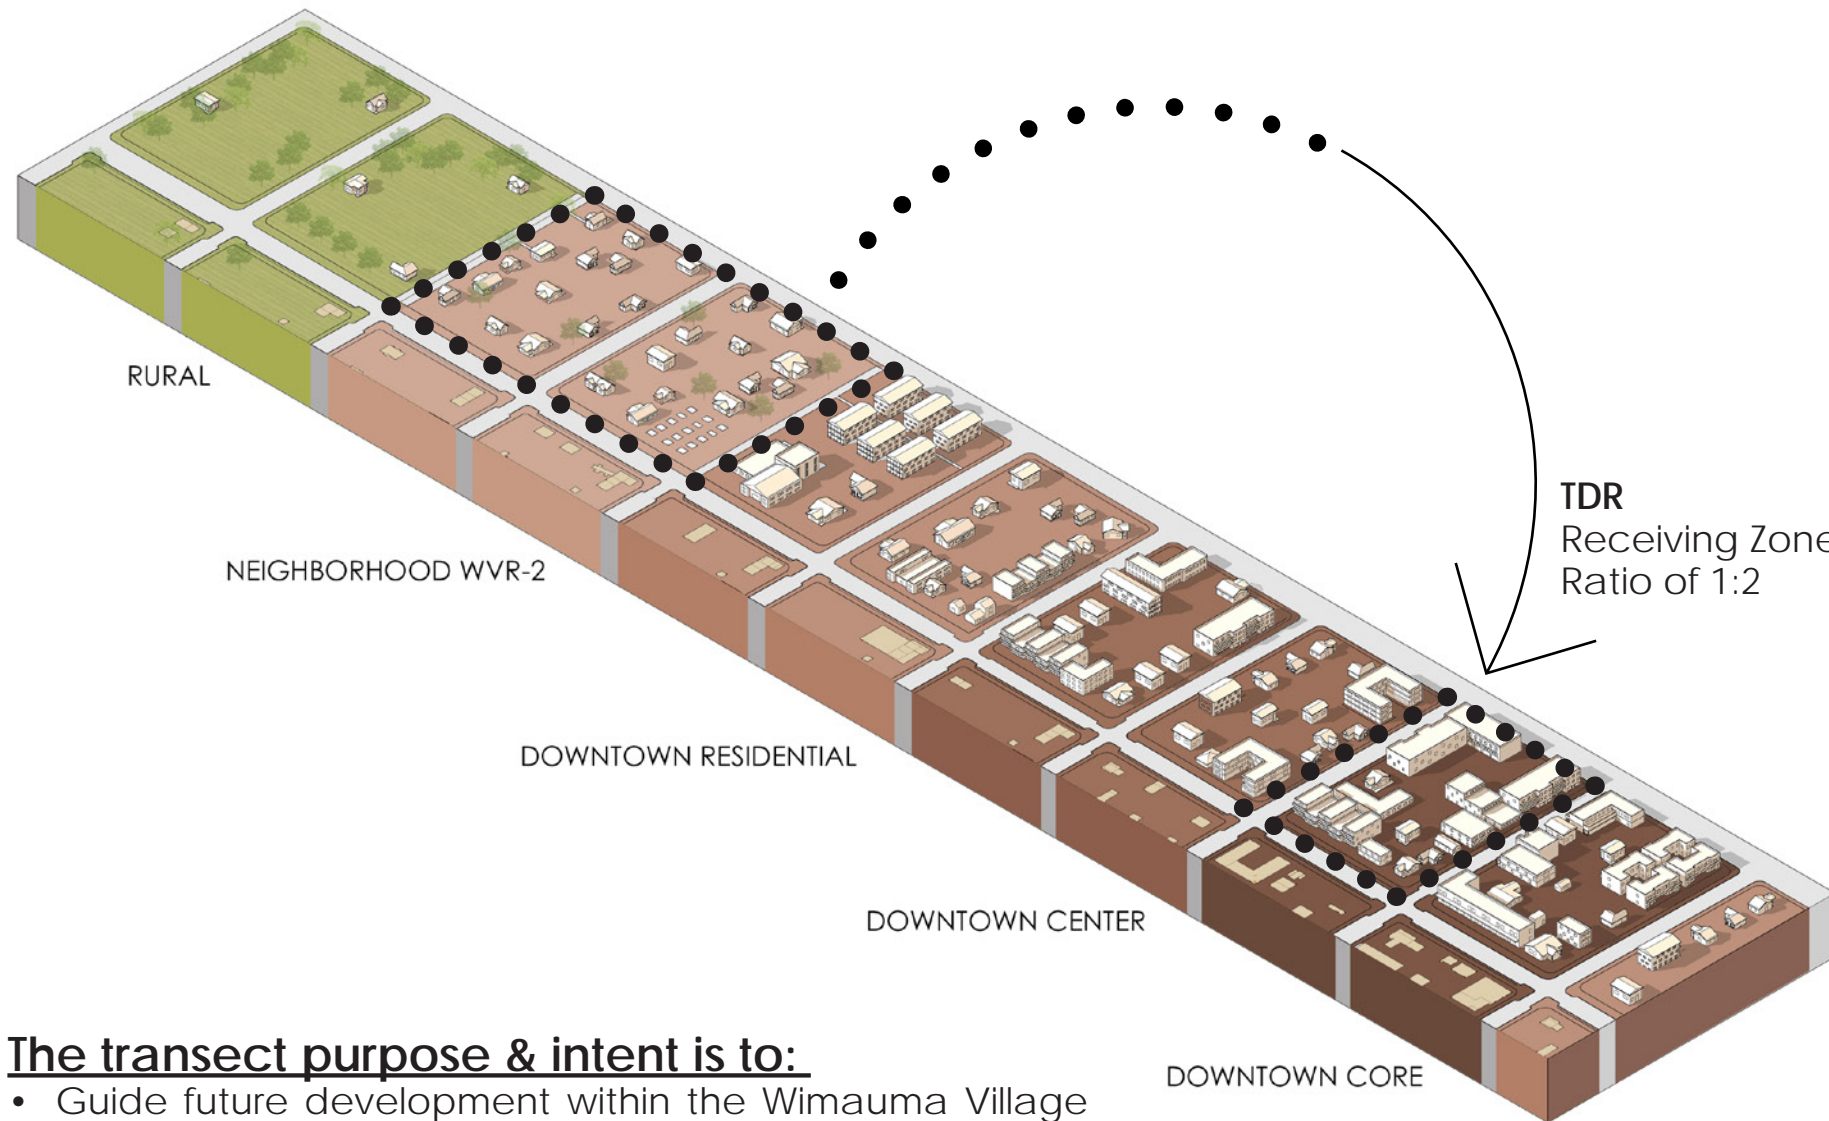 RURAL
TDR
Receiving Zone
Ratio of 1:2
NEIGHBORHOOD WVR-2
DOWNTOWN RESIDENTIAL
DOWNTOWN CENTER
DOWNTOWN CORE
The transect purpose & intent is to:
• Guide future development within the Wimauma Village